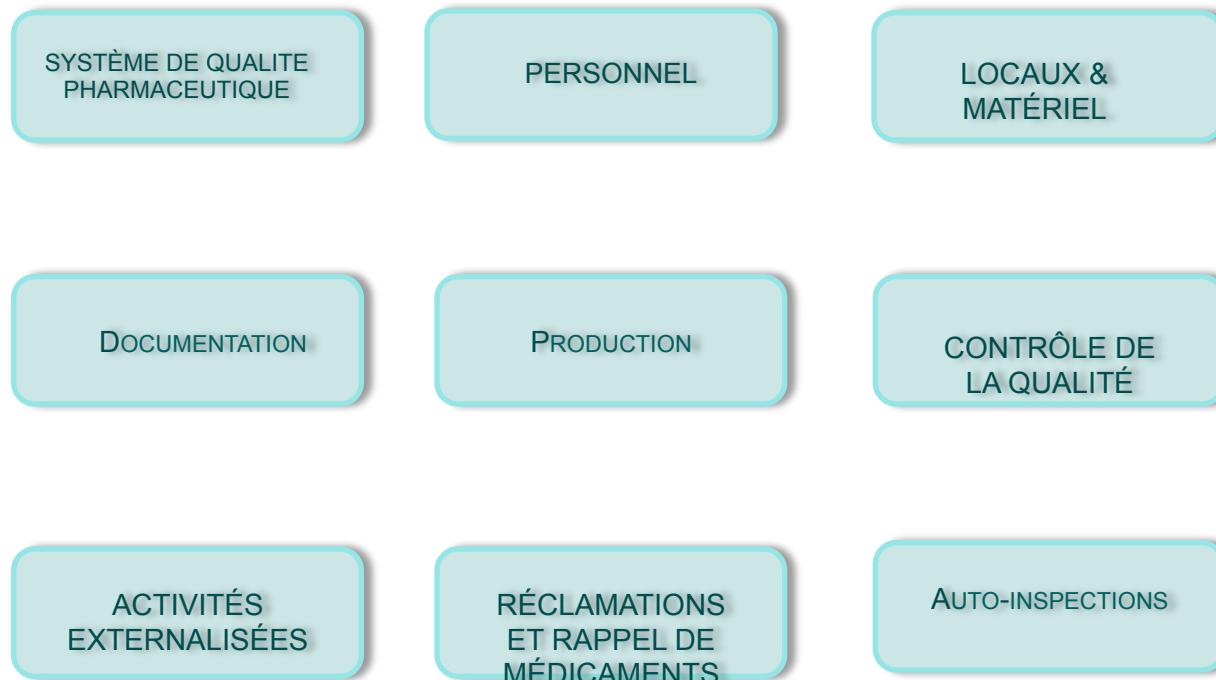 SYSTÈME DE QUALITE
PHARMACEUTIQUE
PERSONNEL
LOCAUX &
MATÉRIEL
DOCUMENTATION
PRODUCTION
CONTRÔLE DE
LA QUALITÉ
ACTIVITÉS
EXTERNALISÉES
RÉCLAMATIONS
ET RAPPEL DE
MÉDICAMENTS
AUTO-INSPECTIONS